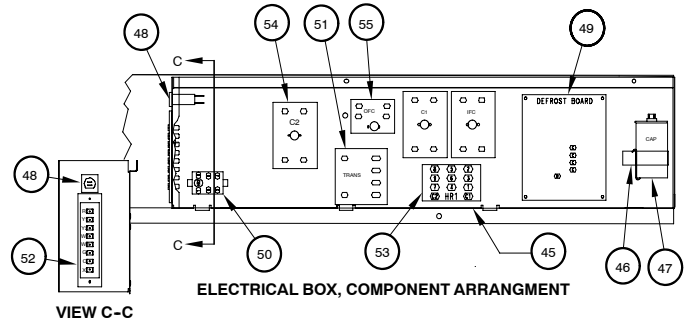 48
54
51
55
49
C
C2
OFC
C1
IFC
DEFROST BOARD
CAP
TRANS
HR1
48
52
C
50
53
45
46
47
ELECTRICAL BOX, COMPONENT ARRANGMENT
VIEW C-C